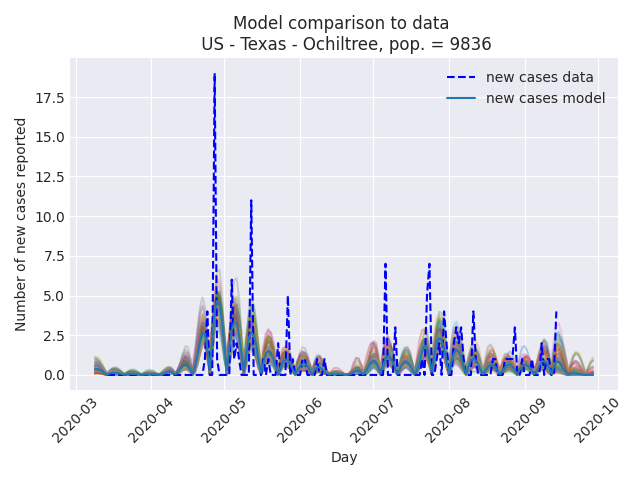 Model comparison to data
US - Texas - Ochiltree, pop. = 9836
new cases data
new cases model
Number of new cases reported
17.5
15.0
12.5
10.0
7.5
5.0
2.5
0.0
2020-03
2020-04
2020-05
2020-06
2020-07
2020-08
2020-09
2020-10
Day